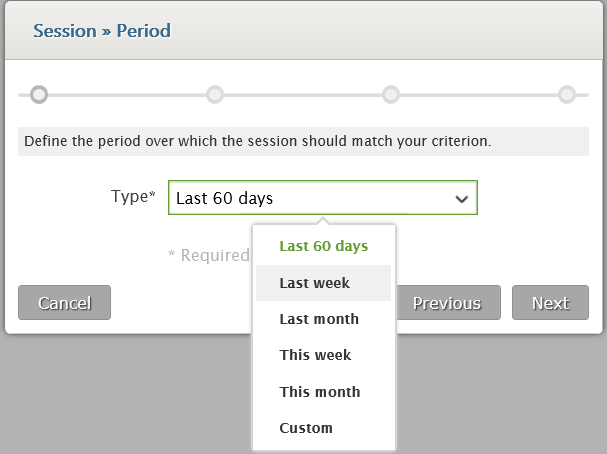 Session » Period
Define the period over which the session should match your criterion.
Type* Last 60 days
* Required
Last 60 days
Last week
Last month
This week
This month
Custom
Cancel Previous Next